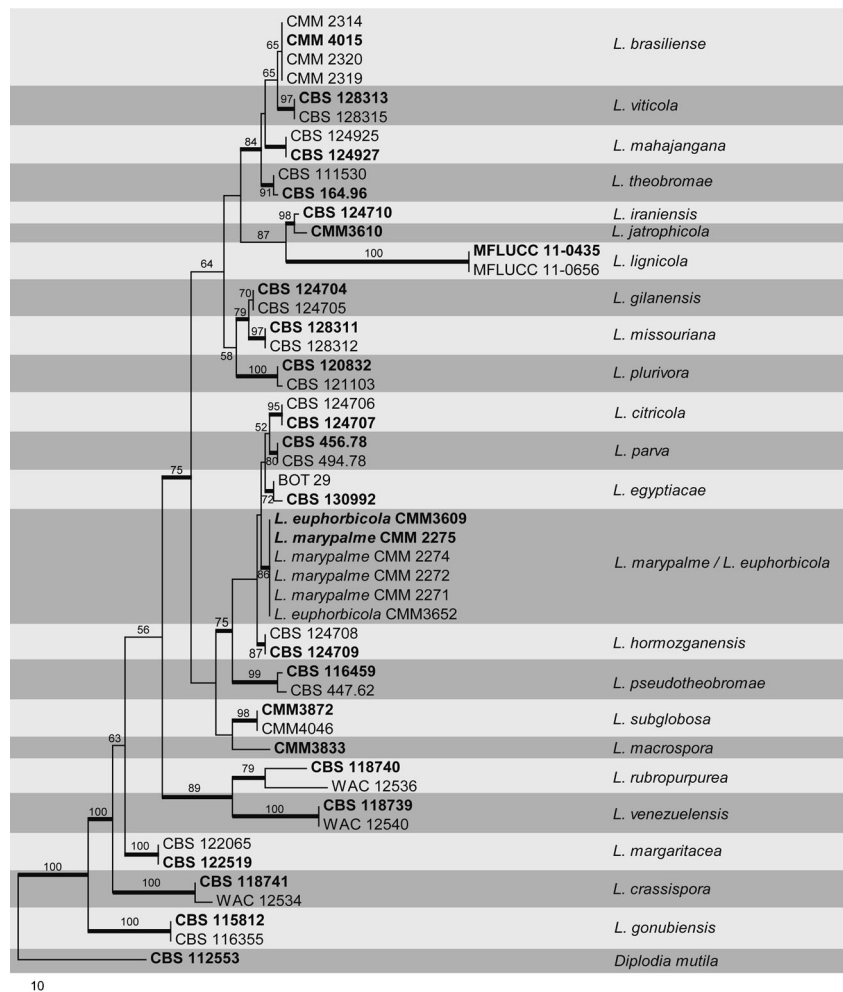 CMM 2314
65 CMM 4015 L. brasiliense
CMM 2320
65 CMM 2319
97 CBS 128313 L. viticola
CBS 128315
84 CBS 124925 L. mahajangana
CBS 124927
CBS 111530 L. theobromae
91 CBS 164.96
98 CBS 124710 L. iraniensis
87 CMM3610 L. jatrophicola
100 MFLUCC 11-0435 L. lignicola
64 MFLUCC 11-0656
70 CBS 124704 L. gilanensis
79 CBS 124705
97 CBS 128311 L. missouriana
58 CBS 128312
100 CBS 120832 L. plurivora
CBS 121103
95 CBS 124706 L. citricola
52 CBS 124707
CBS 456.78 L. parva
80 CBS 494.78
75 BOT 29 L. egyptiacae
72 CBS 130992
L. euphorbicola CMM3609
L. marypalme CMM 2275
L. marypalme CMM 2274 L. marypalme / L. euphorbicola
86 L. marypalme CMM 2272
L. marypalme CMM 2271
75 L. euphorbicola CMM3652
56 CBS 124708 L. hormozganensis
87 CBS 124709
99 CBS 116459 L. pseudotheobromae
CBS 447.62
98 CMM3872 L. subglobosa
CMM4046
63 CMM3833 L. macrospora
79 CBS 118740 L. rubropurpurea
89 WAC 12536
100 CBS 118739 L. venezuelensis
100 WAC 12540
100 CBS 122065 L. margaritacea
CBS 122519
100 100 CBS 118741 L. crassispora
WAC 12534
100 CBS 115812 L. gonubiensis
CBS 116355
CBS 112553 Diplodia mutila
10